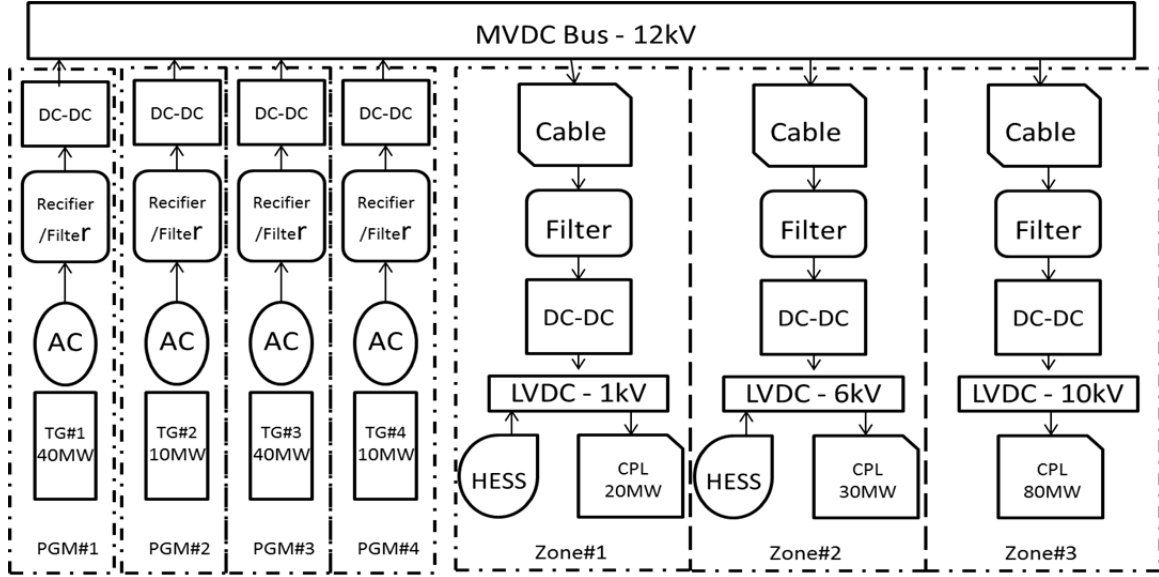 MVDC Bus - 12kV
DC-DC
DC-DC
DC-DC
DC-DC
Recifier
/Filter
Recifier
/Filter
Recifier
/Filter
Recifier
/Filter
AC
AC
AC
AC
TG#1
40MW
TG#2
10MW
TG#3
40MW
TG#4
10MW
PGM#1
PGM#2
PGM#3
PGM#4
Cable
Filter
DC-DC
LVDC - 1kV
HESS
CPL
20MW
Zone#1
Cable
Filter
DC-DC
LVDC - 6kV
HESS
CPL
30MW
Zone#2
Cable
Filter
DC-DC
LVDC - 10kV
CPL
80MW
Zone#3